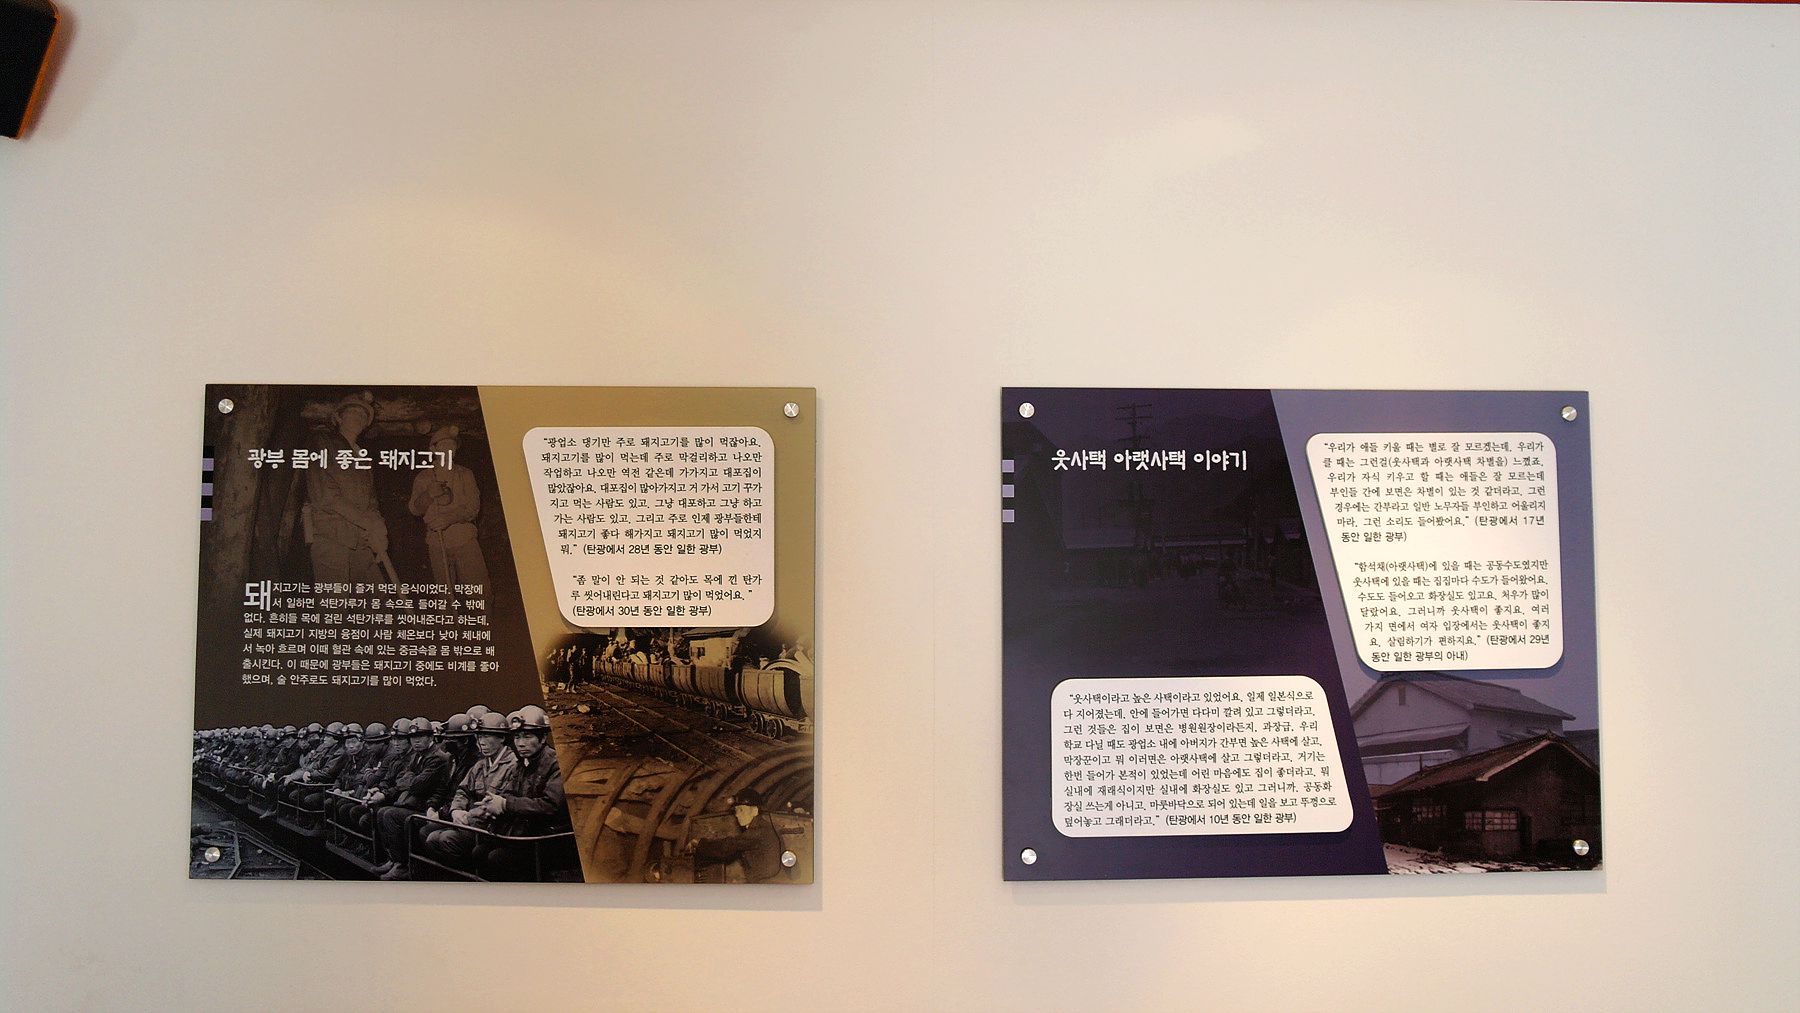 광부 몸에 좋은 돼지고기
돼지고기는 광부들이 즐겨 먹던 음식이었다. 막장에
서 일하면 석탄가루가 몸 속으로 들어갈 수 밖에
없다. 흔히들 목에 걸린 석탄가루를 씻어내준다고 하는데,
실제 돼지고기 지방의 융점이 사람 체온보다 낮아 체내에
서 녹아 흐르며 이때 혈관 속에 있는 중금속을 몸 밖으로 배
출시킨다. 이 때문에 광부들은 돼지고기 중에도 비계를 좋아
했으며, 술 안주로도 돼지고기를 많이 먹었다.
"광업소 댕기만 주로 돼지고기를 많이 먹잖아요.
돼지고기를 많이 먹는데 주로 막걸리하고 나오만
작업하고 나오만 역전 같은데 가가지고 대포집이
많았잖아요. 대포집이 많아가지고 거 가서 고기 꾸가
지고 먹는 사람도 있고, 그냥 대포하고 그냥 하고
가는 사람도 있고, 그리고 주로 인제 광부들한테
돼지고기 좋다 해가지고 돼지고기 많이 먹었지
뭐." (탄광에서 28년 동안 일한 광부)
"좀 말이 안 되는 것 같아도 목에 낀 탄가
루 씻어내린다고 돼지고기 많이 먹었어요."
(탄광에서 30년 동안 일한 광부)
웃사택 아랫사택 이야기
"우리가 애들 키울 때는 별로 잘 모르겠는데, 우리가
클 때는 그런걸(웃사택과 아랫사택 차별을) 느꼈죠.
우리가 자식 키우고 할 때는 애들은 잘 모르는데
부인들 간에 보면은 차별이 있는 것 같더라고. 그런
경우에는 간부라고 일반 노무자들 부인하고 어울리지
마라, 그런 소리도 들어봤어요." (탄광에서 17년
동안 일한 광부)
"함석채(아랫사택)에 있을 때는 공동수도였지만
웃사택에 있을 때는 집집마다 수도가 들어왔어요.
수도도 들어오고 화장실도 있고요. 처우가 많이
달랐어요. 그러니까 웃사택이 좋지요. 여러
가지 면에서 여자 입장에서는 웃사택이 좋지
요, 살림하기가 편하지요." (탄광에서 29년
동안 일한 광부의 아내)
"웃사택이라고 높은 사택이라고 있었어요. 일제 일본식으로
다 지어졌는데, 안에 들어가면 다다미 깔려 있고 그렇더라고.
그런 것들은 집이 보면은 병원원장이라든지, 과장급, 우리
학교 다닐 때도 광업소 내에 아버지가 간부면 높은 사택에 살고,
막장꾼이고 뭐 이러면은 아랫사택에 살고 그렇더라고. 거기는
한번 들어가 본적이 있었는데 어린 마음에도 집이 좋더라고. 뭐
실내에 재래식이지만 실내에 화장실도 있고 그러니까. 공동화
장실 쓰는게 아니고. 마룻바닥으로 되어 있는데 일을 보고 뚜껑으로
덮어놓고 그래더라고." (탄광에서 10년 동안 일한 광부)